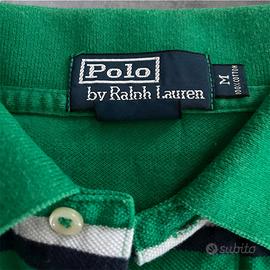 Polo
by Ralph Lauren
M
100% COTTON
subito